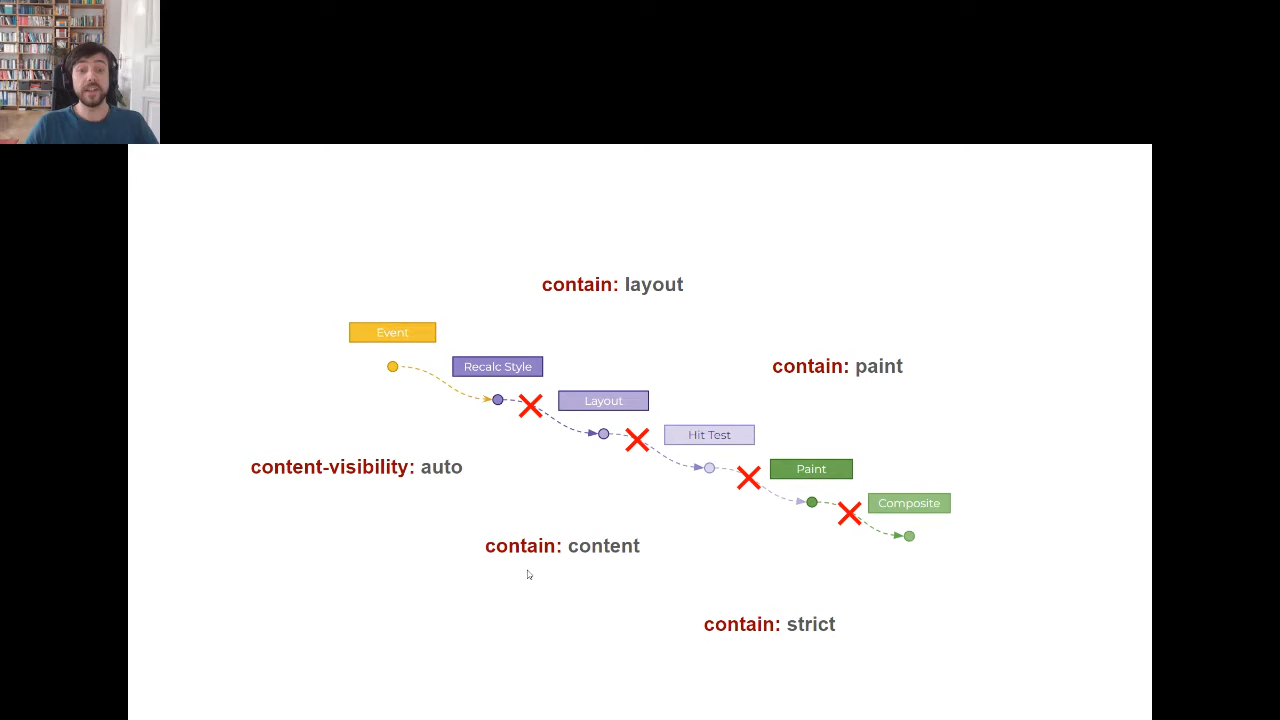 contain: layout
Event
Recalc Style
contain: paint
Layout
Hit Test
content-visibility: auto
Paint
Composite
contain: content
contain: strict